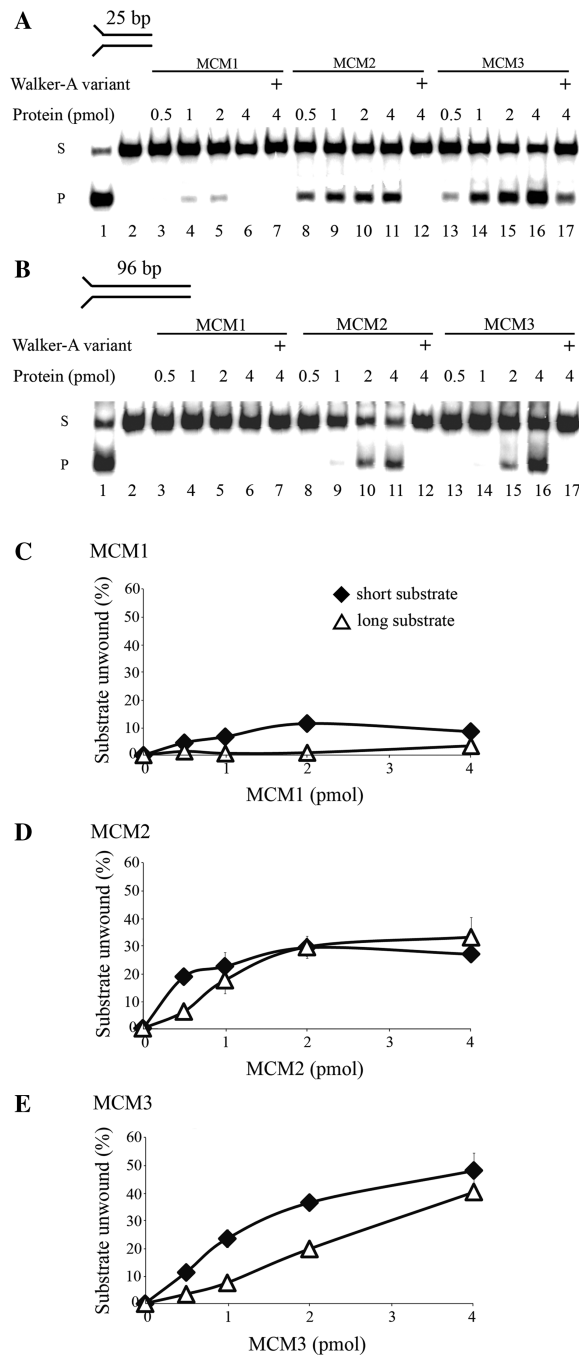 A
25 bp
MCM1 MCM2 MCM3
Walker-A variant + + +
Protein (pmol) 0.5 1 2 4 4 0.5 1 2 4 4 0.5 1 2 4 4
S
P
1 2 3 4 5 6 7 8 9 10 11 12 13 14 15 16 17
B
96 bp
MCM1 MCM2 MCM3
Walker-A variant + + +
Protein (pmol) 0.5 1 2 4 4 0.5 1 2 4 4 0.5 1 2 4 4
S
P
1 2 3 4 5 6 7 8 9 10 11 12 13 14 15 16 17
C MCM1
Substrate unwound (%)
60
50
40
30
20
10
0
short substrate
long substrate
0 1 2 3 4
MCM1 (pmol)
D MCM2
Substrate unwound (%)
60
50
40
30
20
10
0
0 1 2 3 4
MCM2 (pmol)
E MCM3
Substrate unwound (%)
60
50
40
30
20
10
0
0 1 2 3 4
MCM3 (pmol)